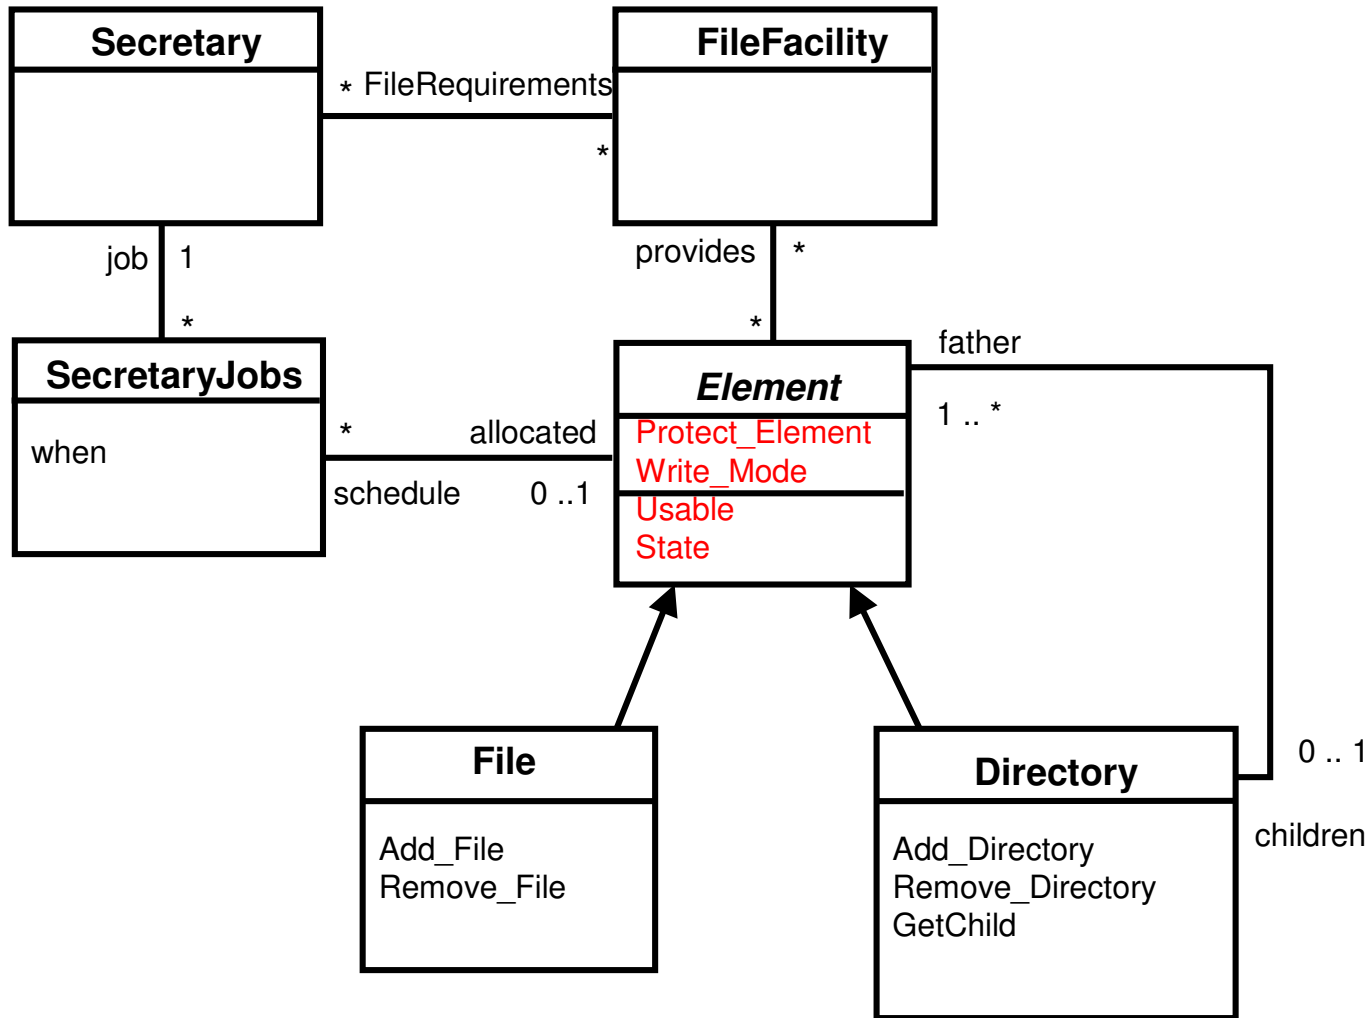 Secretary
FileFacility
* FileRequirements
*
job 1
provides *
*
*
father
SecretaryJobs
Element
1 .. *
when
* allocated
Protect_Element
Write_Mode
schedule 0 ..1
Usable
State
File
Directory
0 .. 1
children
Add_File
Remove_File
Add_Directory
Remove_Directory
GetChild